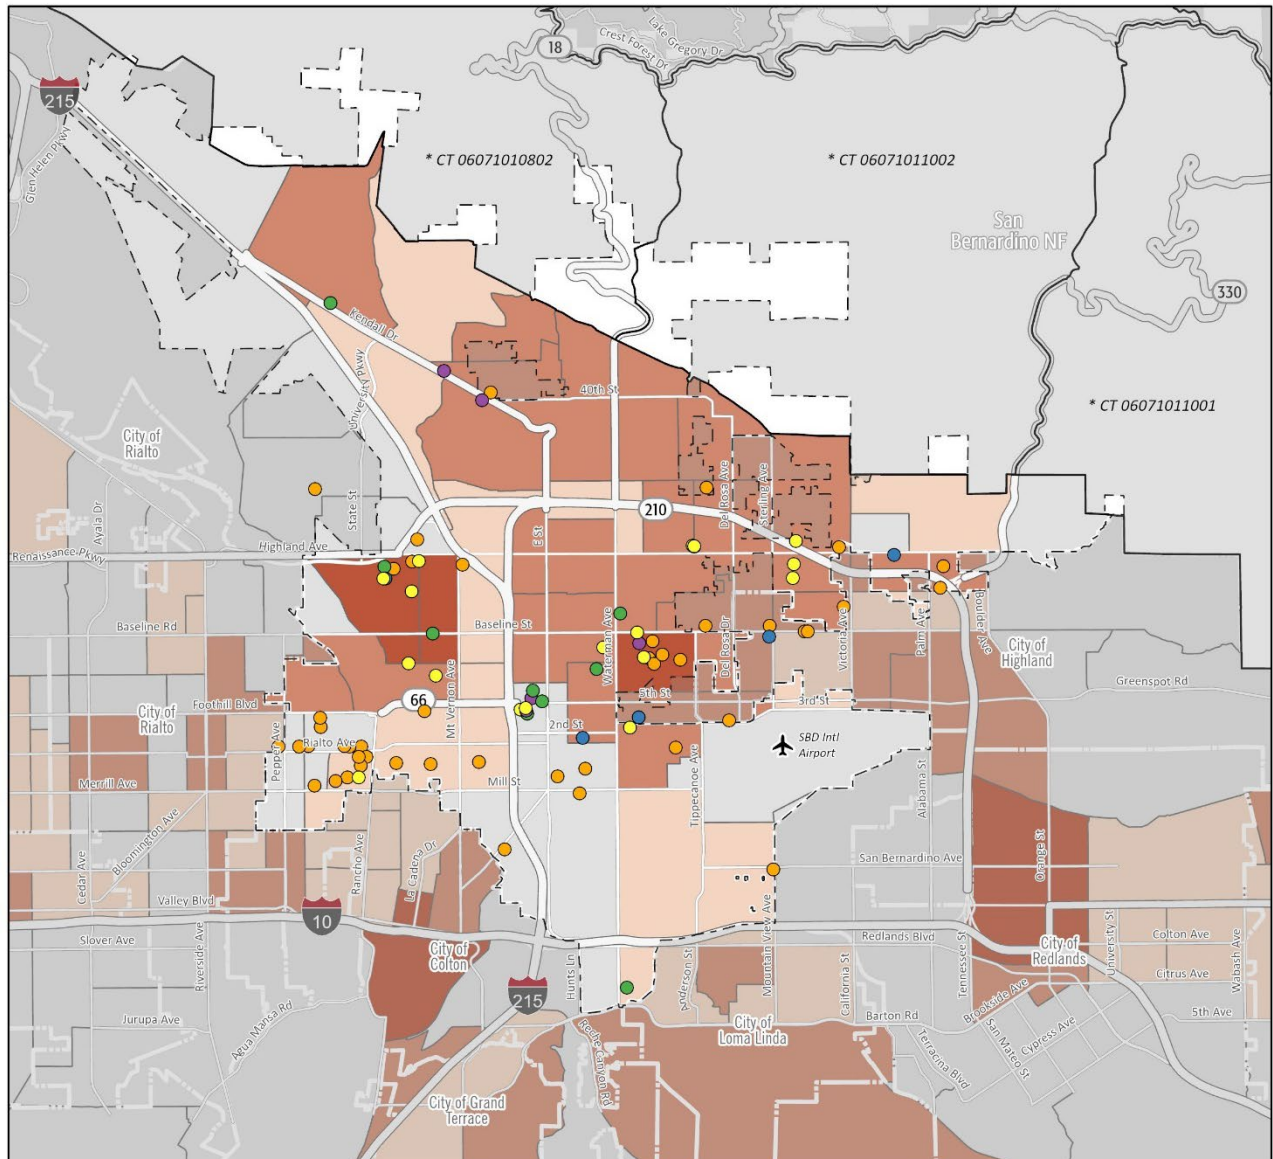 18
Lake Gregory Dr
Crest Forest Dr
215
Glen Helen Pkwy
* CT 06071010802
* CT 06071011002
San
Bernardino NF
330
Kendall Dr
University Pkwy
40th St
* CT 06071011001
City of
Rialto
Ayala Dr
State St
Del Rosa Ave
Sterling Ave
210
E St
Highland Ave
Renaissance Pkwy
Baseline Rd
Baseline St
Waterman Ave
Victoria Ave
Palm Ave
Boulder Ave
Del Rosa Dr
City of
Highland
Mt Vernon Ave
Greenspot Rd
City of
Rialto
Foothill Blvd
66
5th St
3rd St
2nd St
Pepper Ave
Rialto Ave
SBD Intl
Airport
Merrill Ave
Mill St
Tippecanoe Ave
Alabama St
Bloomington Ave
Cedar Ave
Rancho Ave
La Cadena Dr
San Bernardino Ave
Orange St
Valley Blvd
10
Slover Ave
Riverside Ave
City of
Colton
Hunts Ln
Anderson St
Mountain View Ave
Redlands Blvd
California St
Tennessee St
City of
Redlands
University St
Colton Ave
Citrus Ave
Wabash Ave
215
Jurupa Ave
Agua Mansa Rd
Reche Canyon Rd
City of
Loma Linda
Barton Rd
Terracina Blvd
Brookside Ave
San Mateo St
Cypress Ave
5th Ave
City of Grand
Terrace